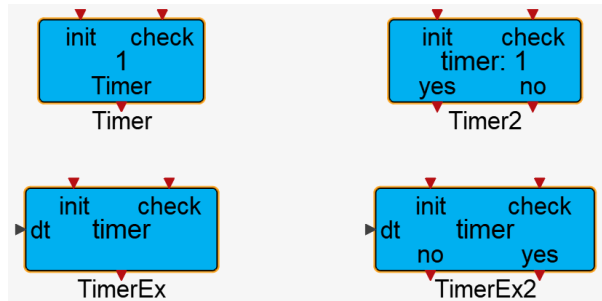 init check
1
Timer
Timer
init check
timer: 1
yes no
Timer2
init check
dt timer
TimerEx
init check
dt timer
no yes
TimerEx2